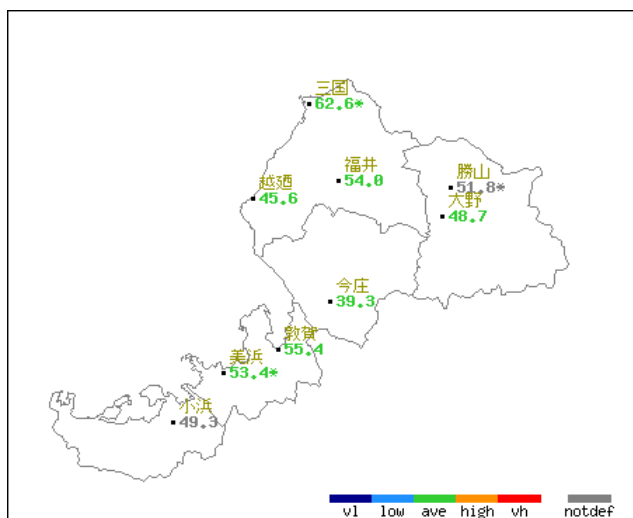 三国
62.6*
福井
54.0
越廼
45.6
勝山
51.8*
大野
48.7
今庄
39.3
敦賀
55.4
美浜
53.4*
小浜
49.3
vl low ave high vh notdef